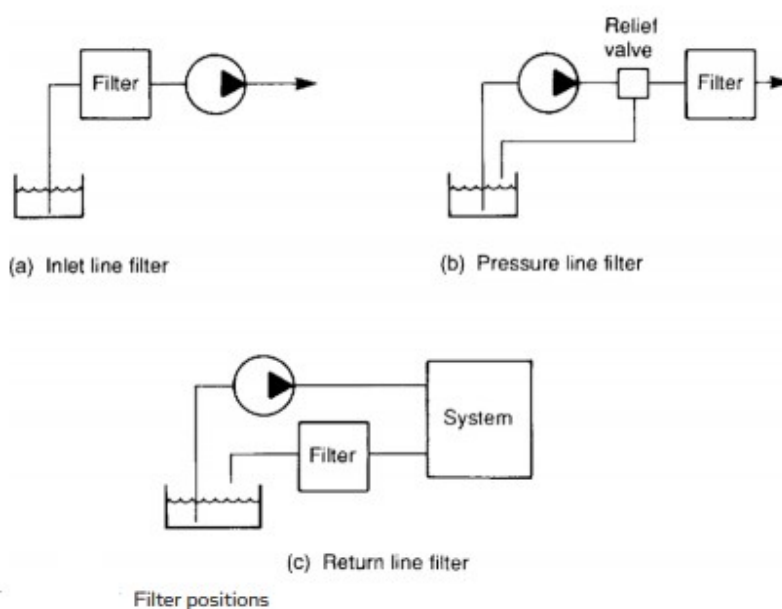 Filter
Relief
valve
Filter
(a) Inlet line filter
(b) Pressure line filter
System
Filter
(c) Return line filter
Filter positions